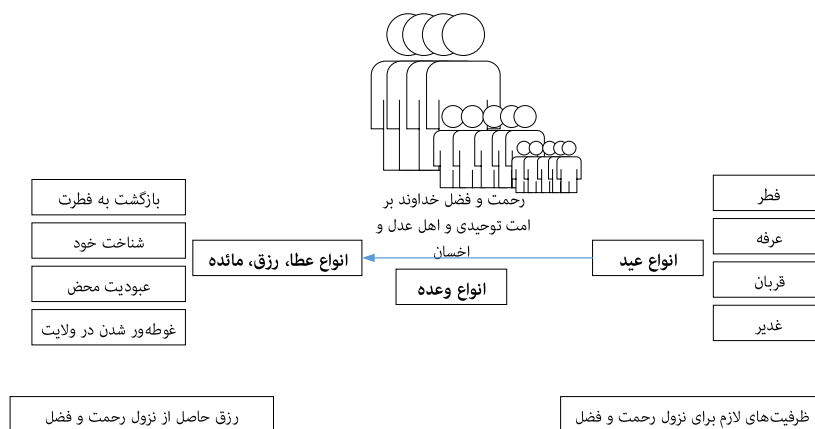 رحمت و فضل خداوند بر
امت توحیدی و اهل عدل و
اخسان
فطر
عرفه
قربان
غدیر
انواع عید
انواع وعده
انواع عطا، رزق، مائده
بازگشت به فطرت
شناخت خود
عبودیت محض
غوطه‌ور شدن در ولایت
ظرفیت‌های لازم برای نزول رحمت و فضل
رزق حاصل از نزول رحمت و فضل